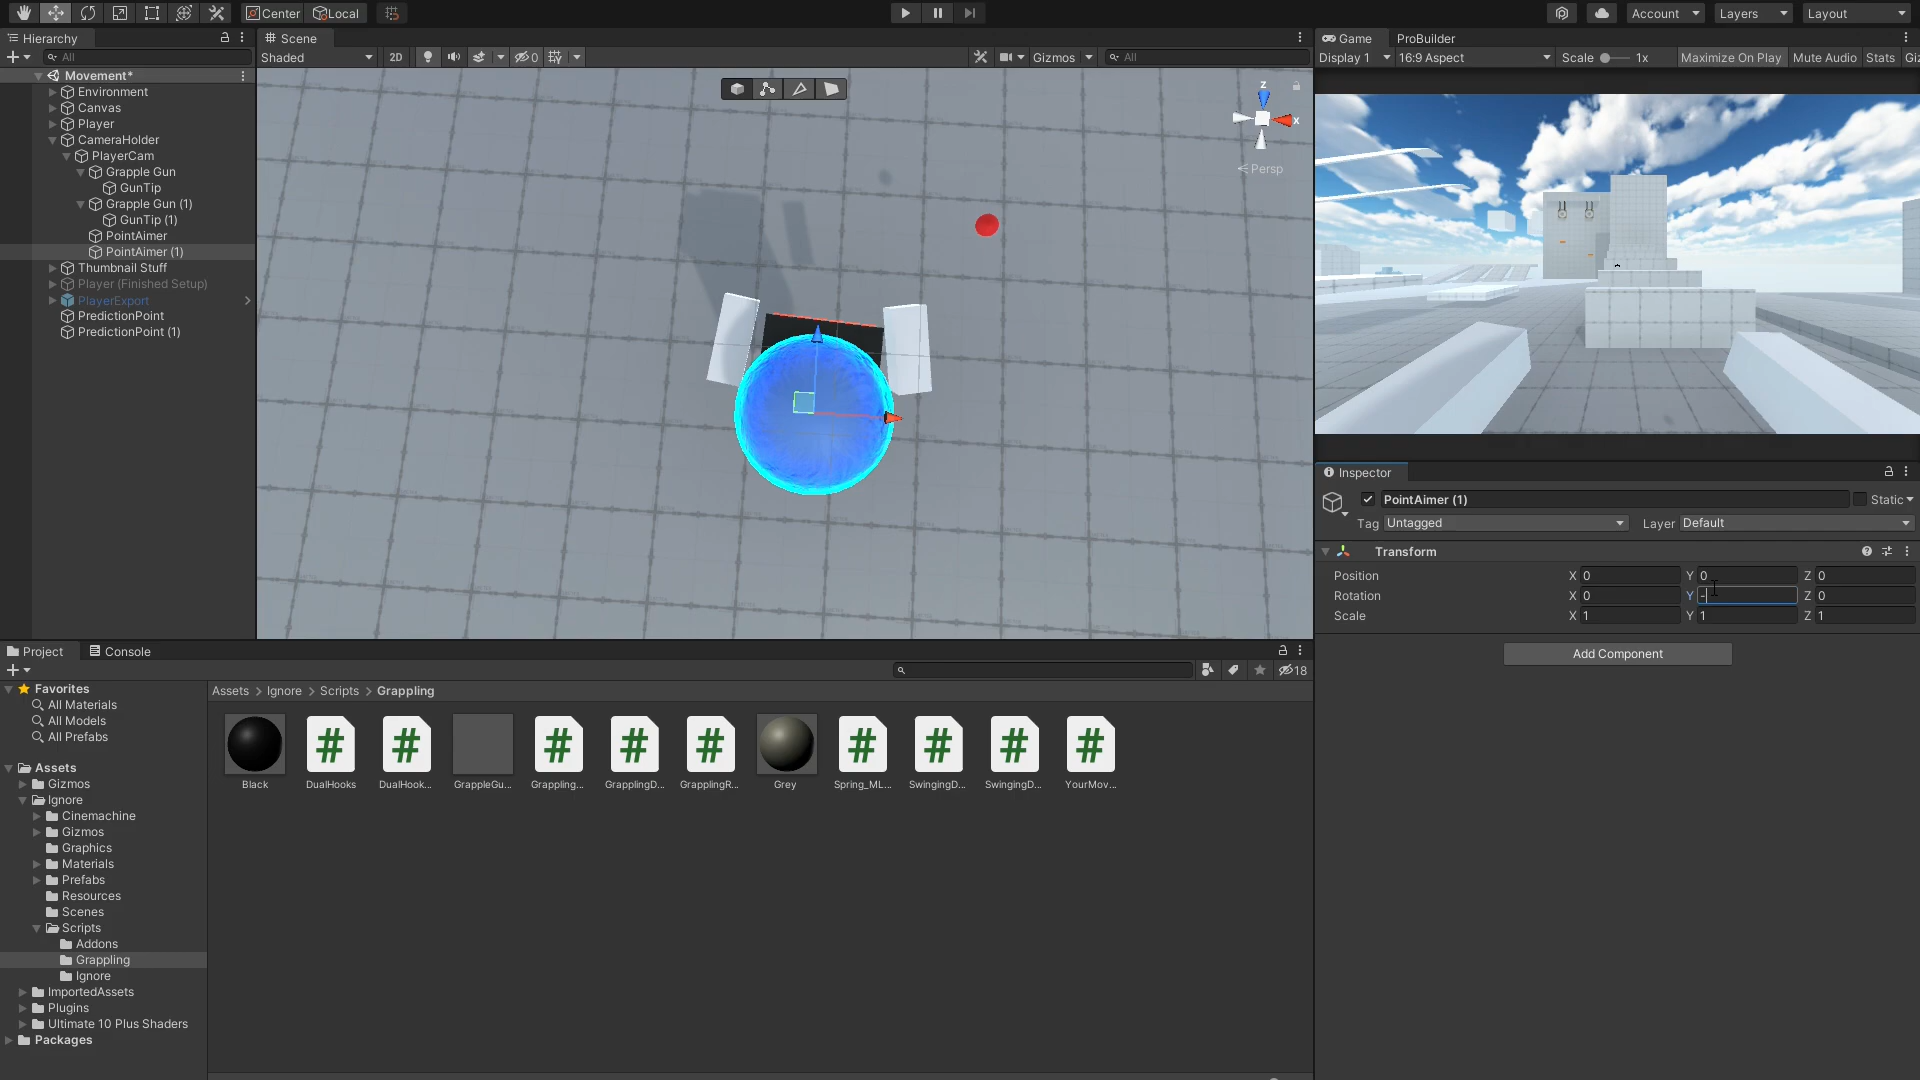 Center
Local
Account
Layers
Layout
Hierarchy
All
Movement*
Environment
Canvas
Player
CameraHolder
PlayerCam
Grapple Gun
GunTip
Grapple Gun (1)
GunTip (1)
PointAimer
PointAimer (1)
Thumbnail Stuff
Player (Finished Setup)
PlayerExport
PredictionPoint
PredictionPoint (1)
Scene
Shaded
2D
0
Gizmos
All
z
x
Persp
Game
ProBuilder
Display 1
16:9 Aspect
Scale
1x
Maximize On Play
Mute Audio
Stats
Giz
Inspector
PointAimer (1)
Static
Tag
Untagged
Layer
Default
Transform
Position
X 0
Y 0
Z 0
Rotation
X 0
Y -
Z 0
Scale
X 1
Y 1
Z 1
Add Component
Project
Console
18
Favorites
All Materials
All Models
All Prefabs
Assets
Gizmos
Ignore
Cinemachine
Gizmos
Graphics
Materials
Prefabs
Resources
Scenes
Scripts
Addons
Grappling
Ignore
ImportedAssets
Plugins
Ultimate 10 Plus Shaders
Packages
Assets > Ignore > Scripts > Grappling
Black
DualHooks
DualHook...
GrappleGu...
Grappling...
GrapplingD...
GrapplingR...
Grey
Spring_ML...
SwingingD...
SwingingD...
YourMov...